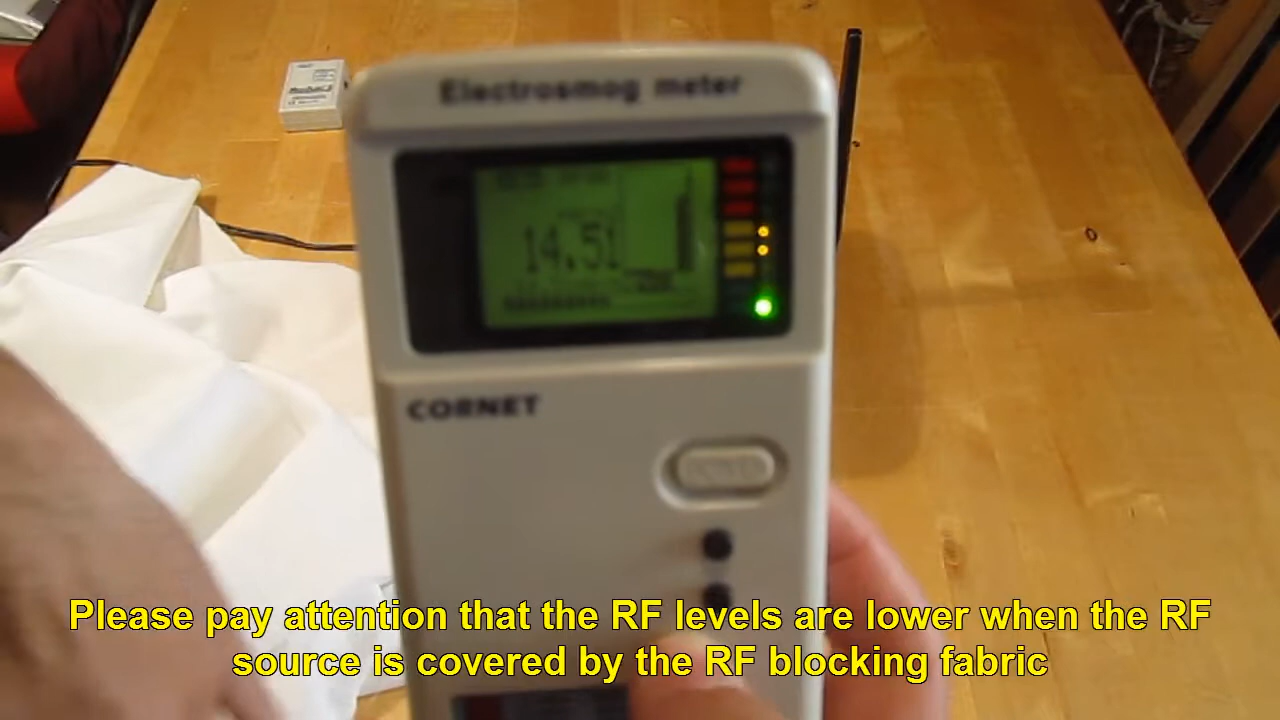 Electrosmog meter
14.51
CORNET
Please pay attention that the RF levels are lower when the RF
source is covered by the RF blocking fabric